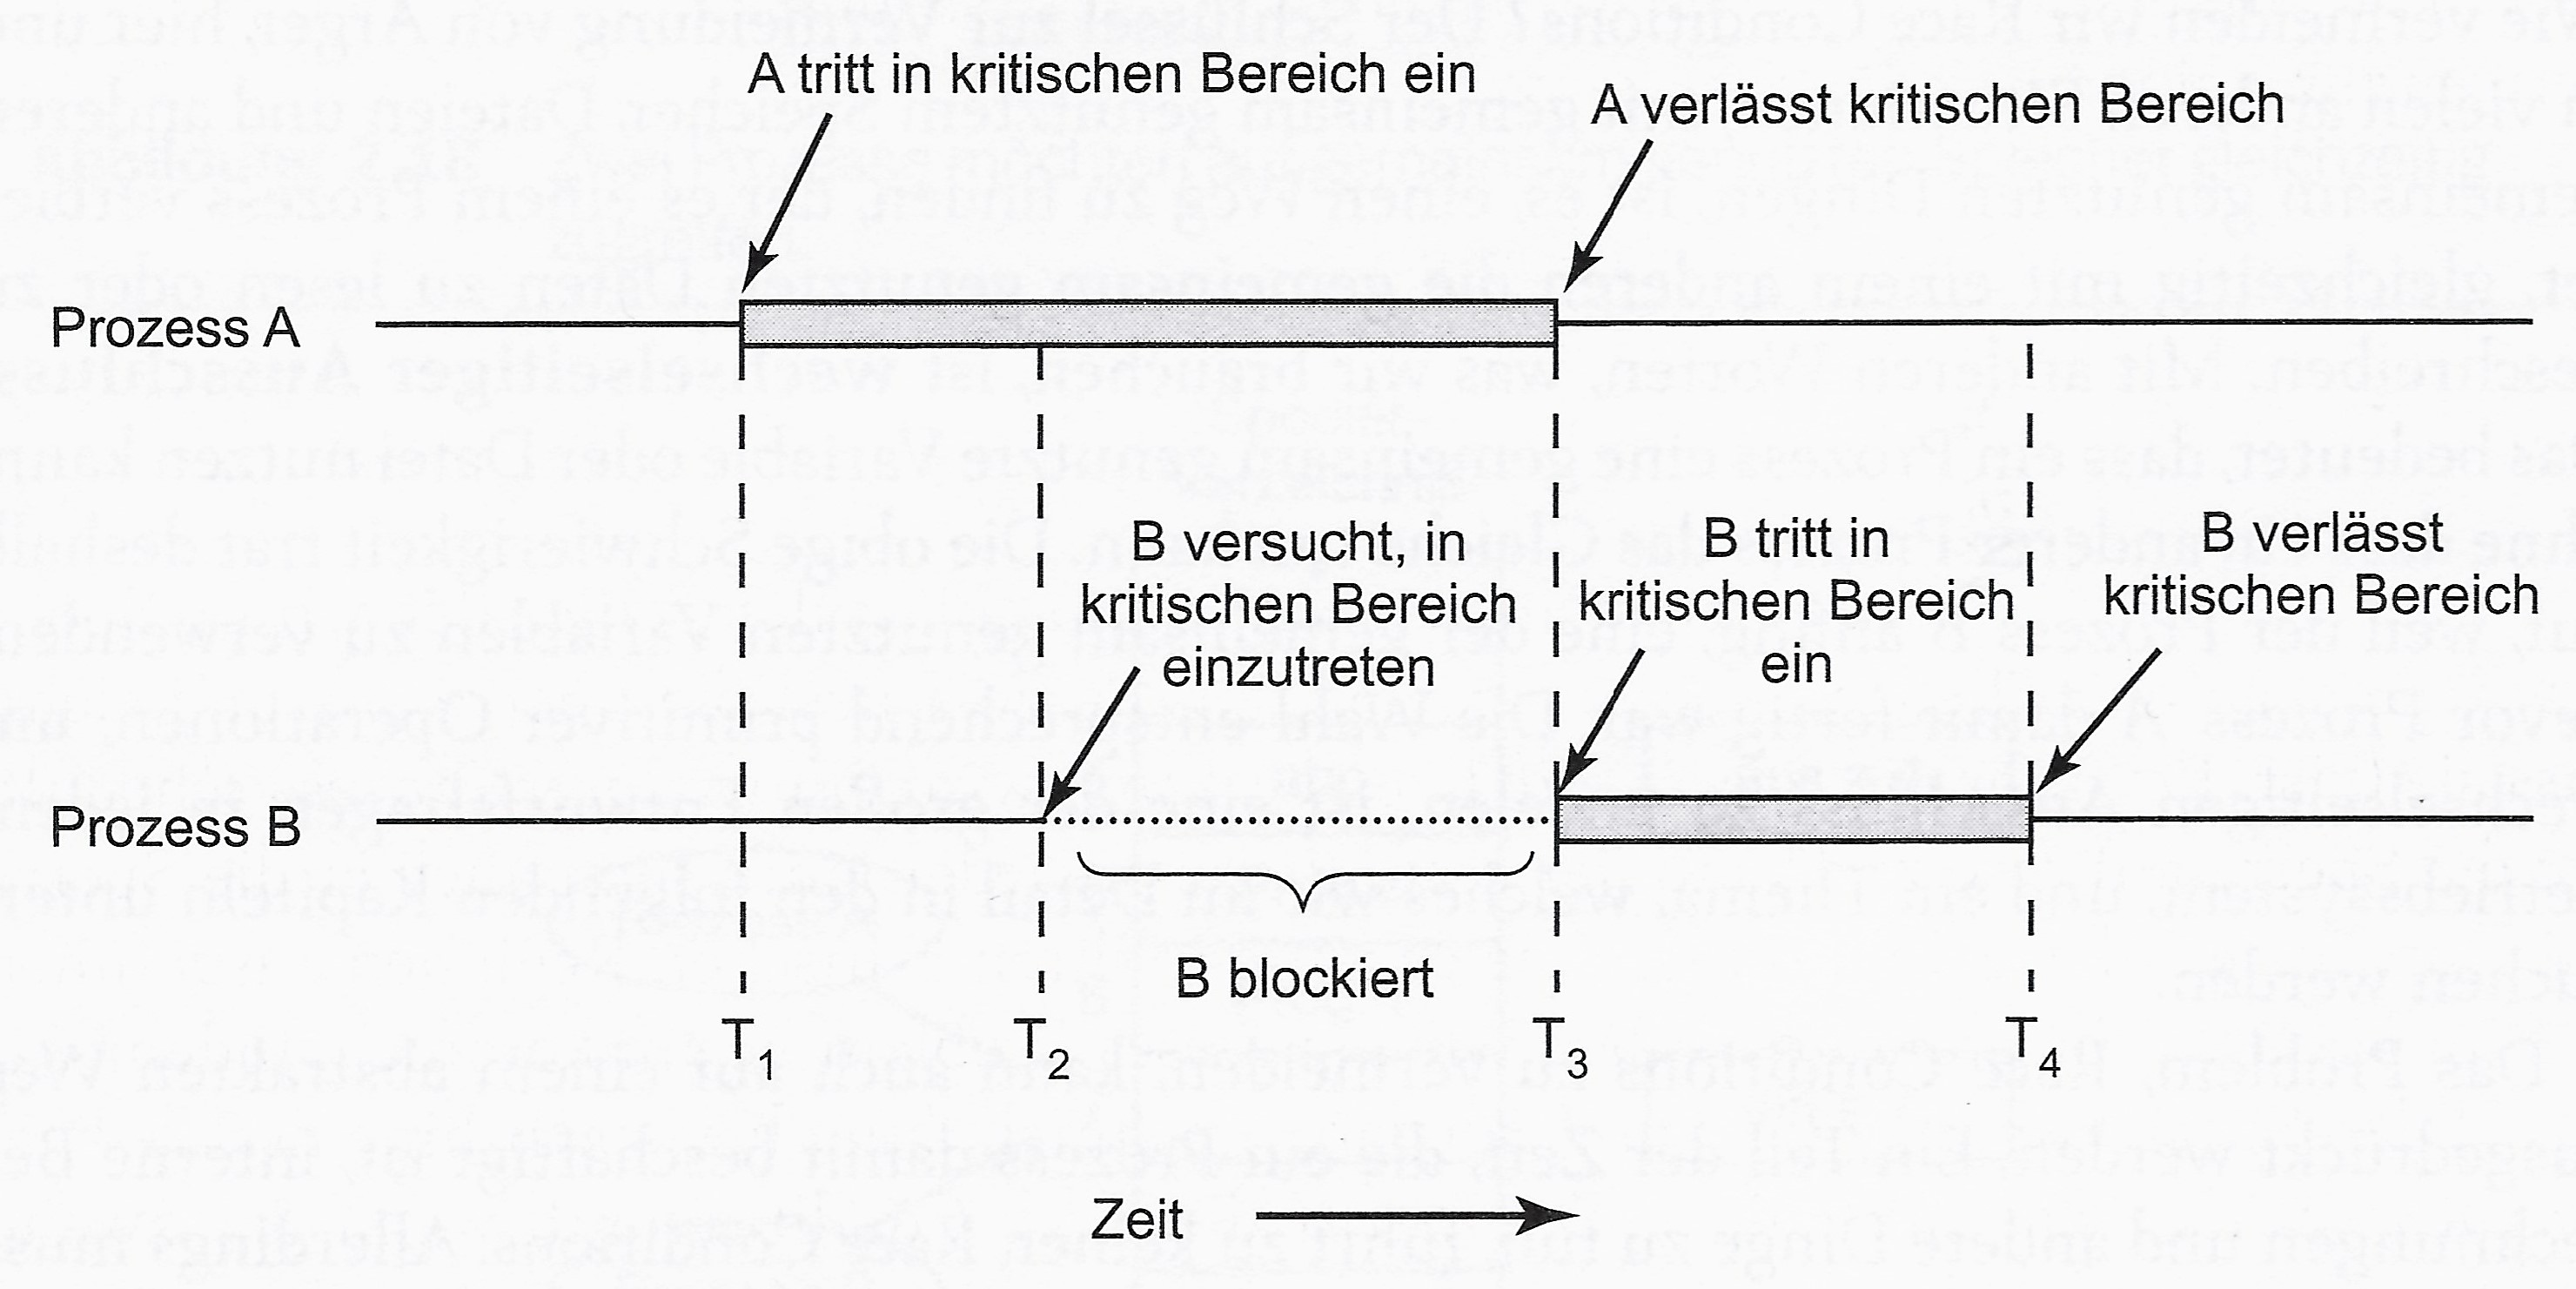 A tritt in kritischen Bereich ein
A verlässt kritischen Bereich
Prozess A
B versucht, in
kritischen Bereich
einzutreten
B tritt in
kritischen Bereich
ein
B verlässt
kritischen Bereich
Prozess B
B blockiert
T1
T2
T3
T4
Zeit